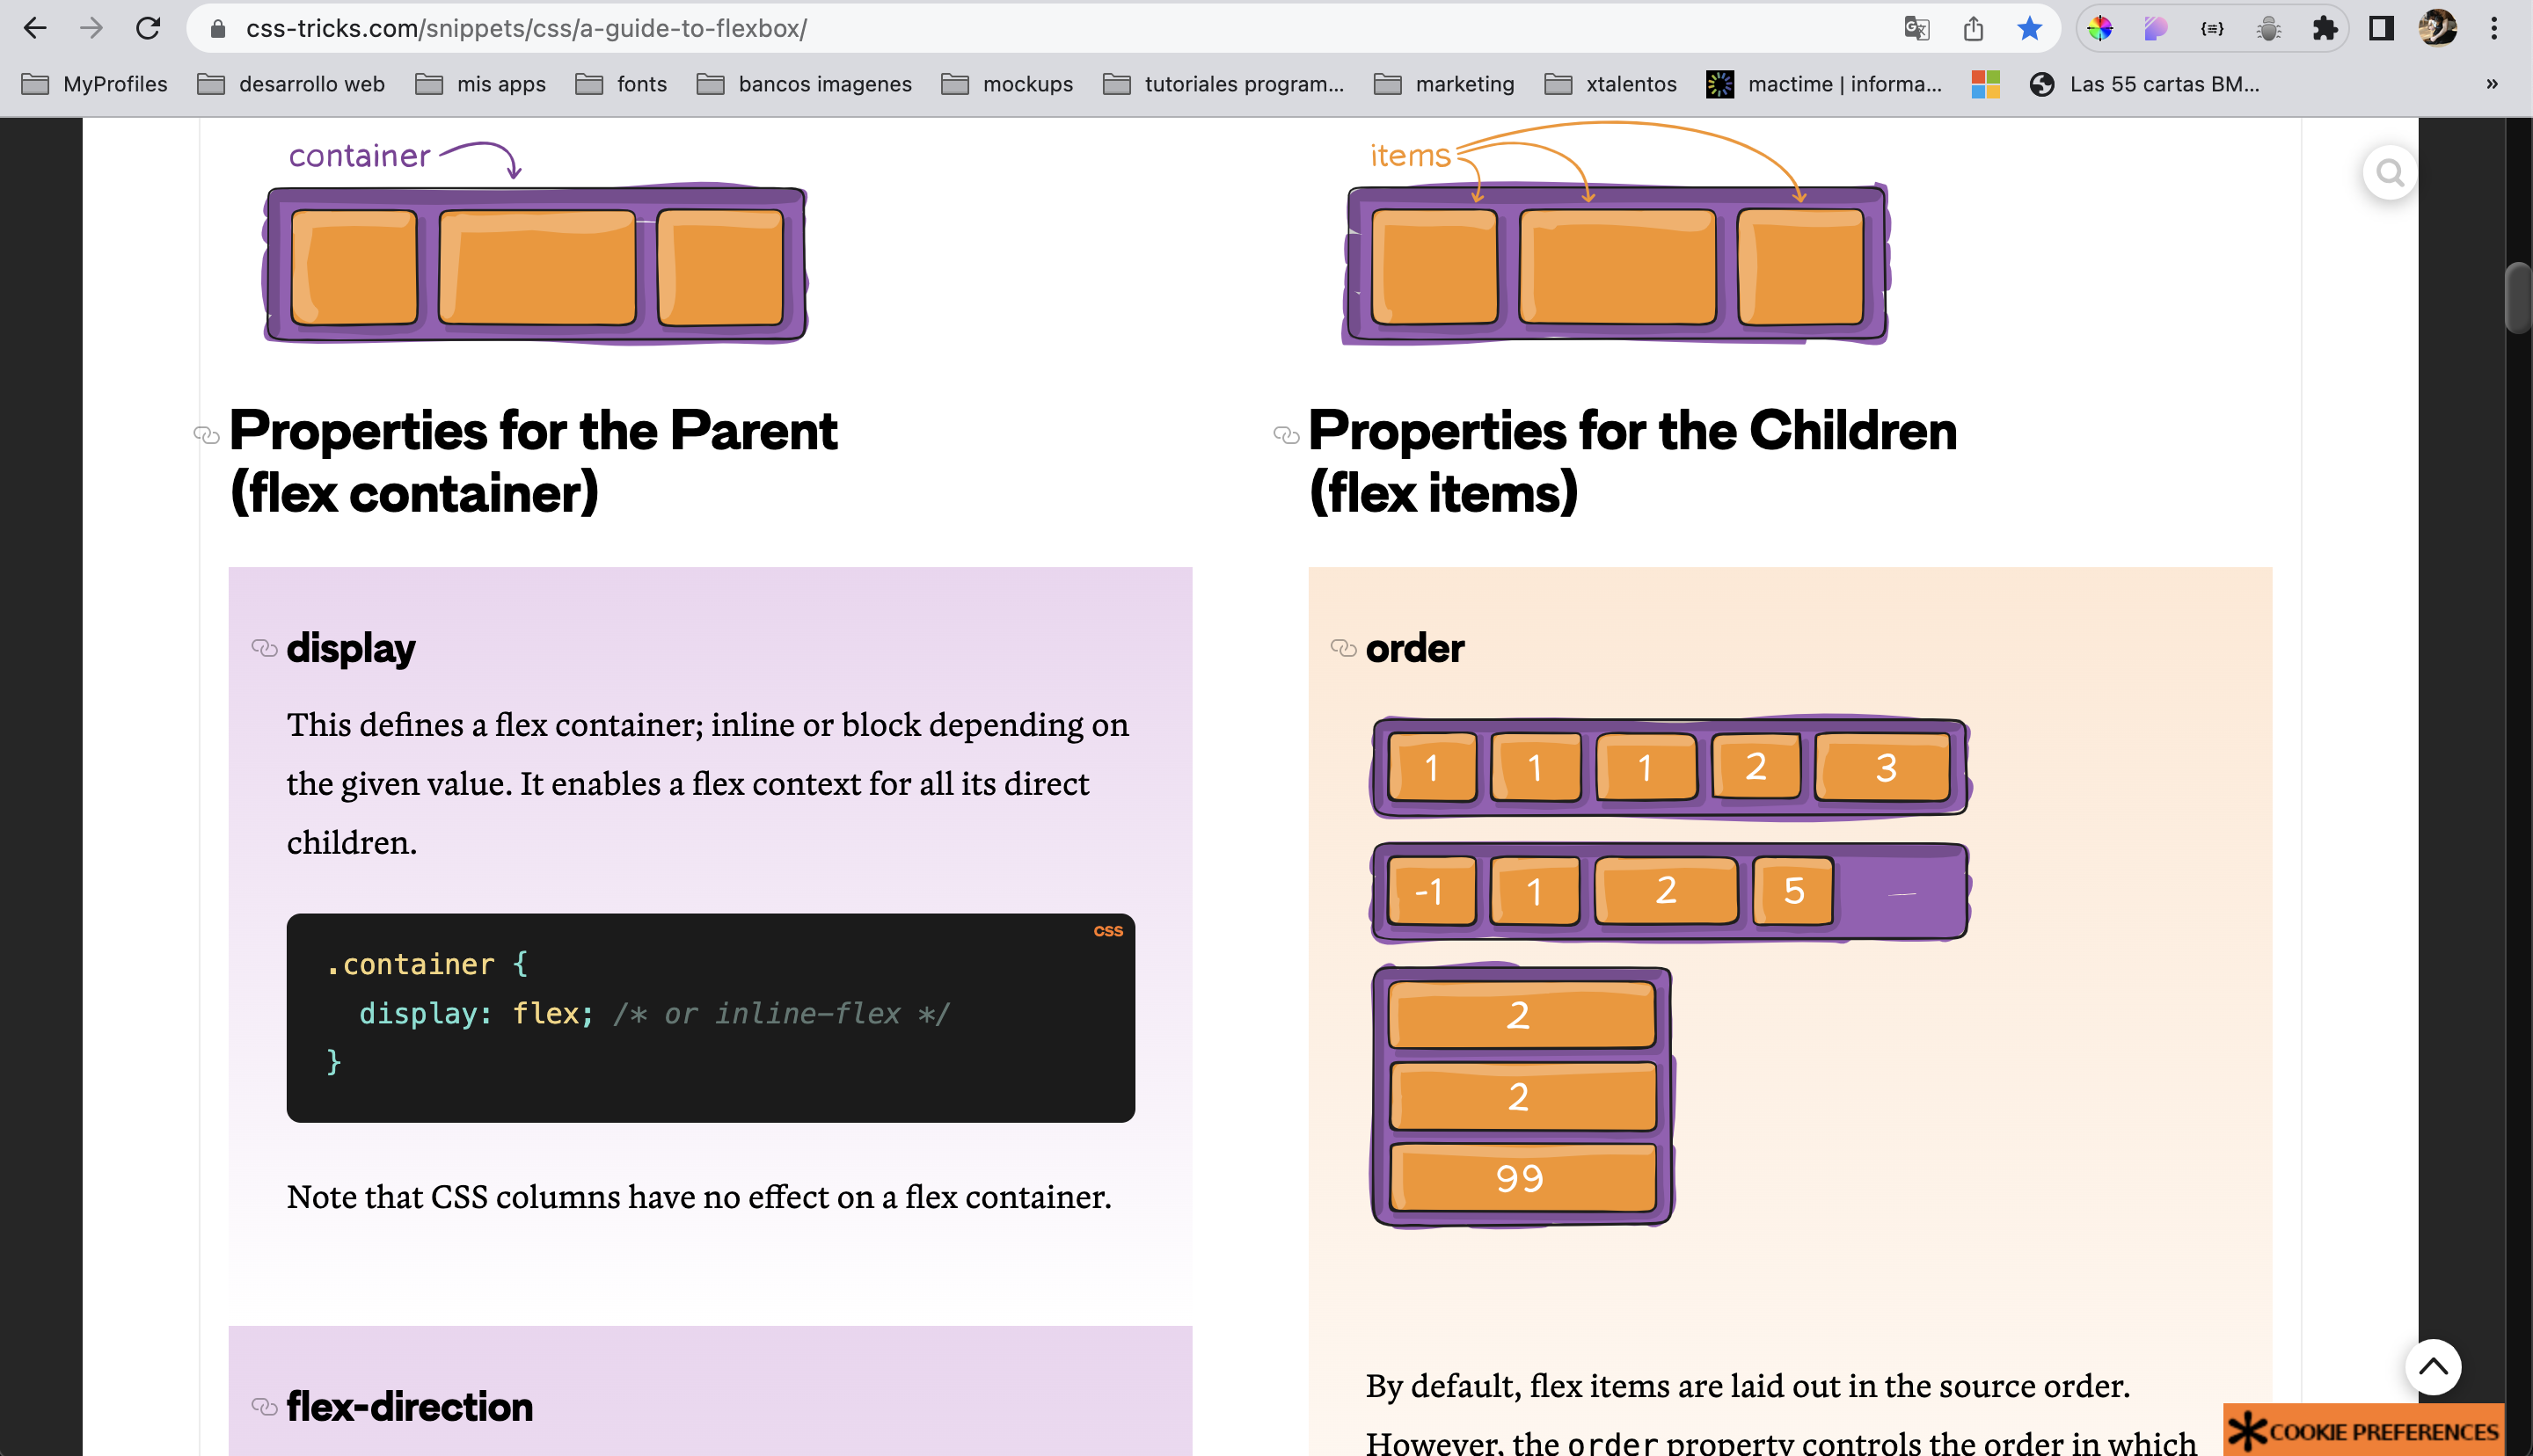 css-tricks.com/snippets/css/a-guide-to-flexbox/
MyProfiles desarrollo web mis apps fonts bancos imagenes mockups tutoriales program... marketing xtalentos mactime | informa... Las 55 cartas BM... »
container
items
Properties for the Parent
(flex container)
display
This defines a flex container; inline or block depending on
the given value. It enables a flex context for all its direct
children.
CSS
.container {
display: flex; /* or inline-flex */
}
Note that CSS columns have no effect on a flex container.
flex-direction
Properties for the Children
(flex items)
order
1 1 1 2 3
-1 1 2 5
2
2
99
By default, flex items are laid out in the source order.
However, the order property controls the order in which
COOKIE PREFERENCES